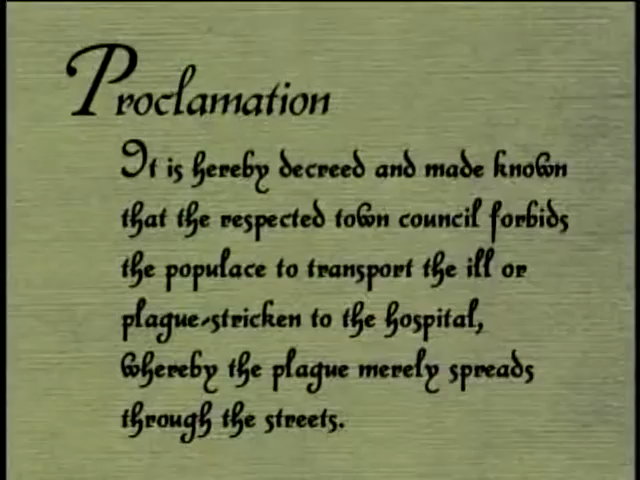 Proclamation
It is hereby decreed and made known
that the respected town council forbids
the populace to transport the ill or
plague-stricken to the hospital,
whereby the plague merely spreads
through the streets.